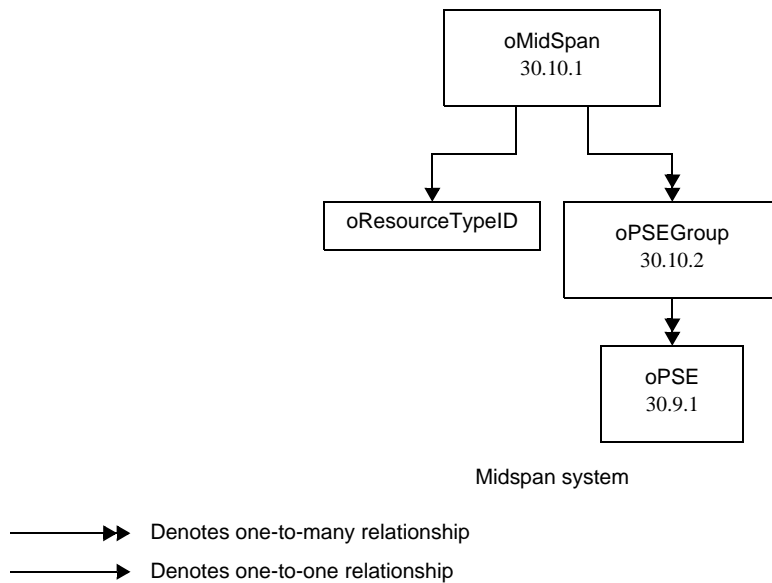 oMidSpan
30.10.1
oResourceTypeID
oPSEGroup
30.10.2
oPSE
30.9.1
Midspan system
Denotes one-to-many relationship
Denotes one-to-one relationship